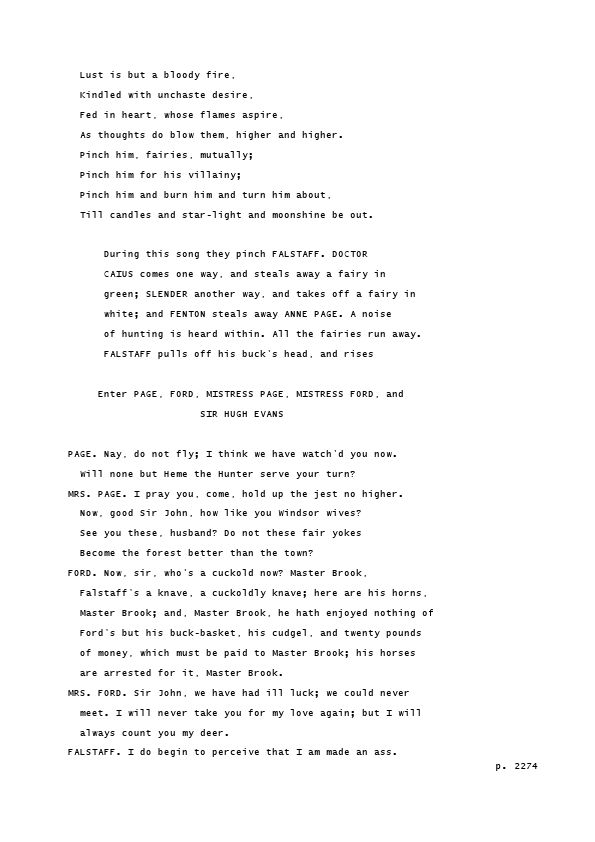 Lust is but a bloody fire,
Kindled with unchaste desire,
Fed in heart, whose flames aspire,
As thoughts do blow them, higher and higher.
Pinch him, fairies, mutually;
Pinch him for his villainy;
Pinch him and burn him and turn him about,
Till candles and star-light and moonshine be out.
During this song they pinch FALSTAFF. DOCTOR
CAIUS comes one way, and steals away a fairy in
green; SLENDER another way, and takes off a fairy in
white; and FENTON steals away ANNE PAGE. A noise
of hunting is heard within. All the fairies run away.
FALSTAFF pulls off his buck's head, and rises
Enter PAGE, FORD, MISTRESS PAGE, MISTRESS FORD, and
SIR HUGH EVANS
PAGE. Nay, do not fly; I think we have watch'd you now.
Will none but Heme the Hunter serve your turn?
MRS. PAGE. I pray you, come, hold up the jest no higher.
Now, good Sir John, how like you Windsor wives?
See you these, husband? Do not these fair yokes
Become the forest better than the town?
FORD. Now, sir, who's a cuckold now? Master Brook,
Falstaff's a knave, a cuckoldly knave; here are his horns,
Master Brook; and, Master Brook, he hath enjoyed nothing of
Ford's but his buck-basket, his cudgel, and twenty pounds
of money, which must be paid to Master Brook; his horses
are arrested for it, Master Brook.
MRS. FORD. Sir John, we have had ill luck; we could never
meet. I will never take you for my love again; but I will
always count you my deer.
FALSTAFF. I do begin to perceive that I am made an ass.
p. 2274